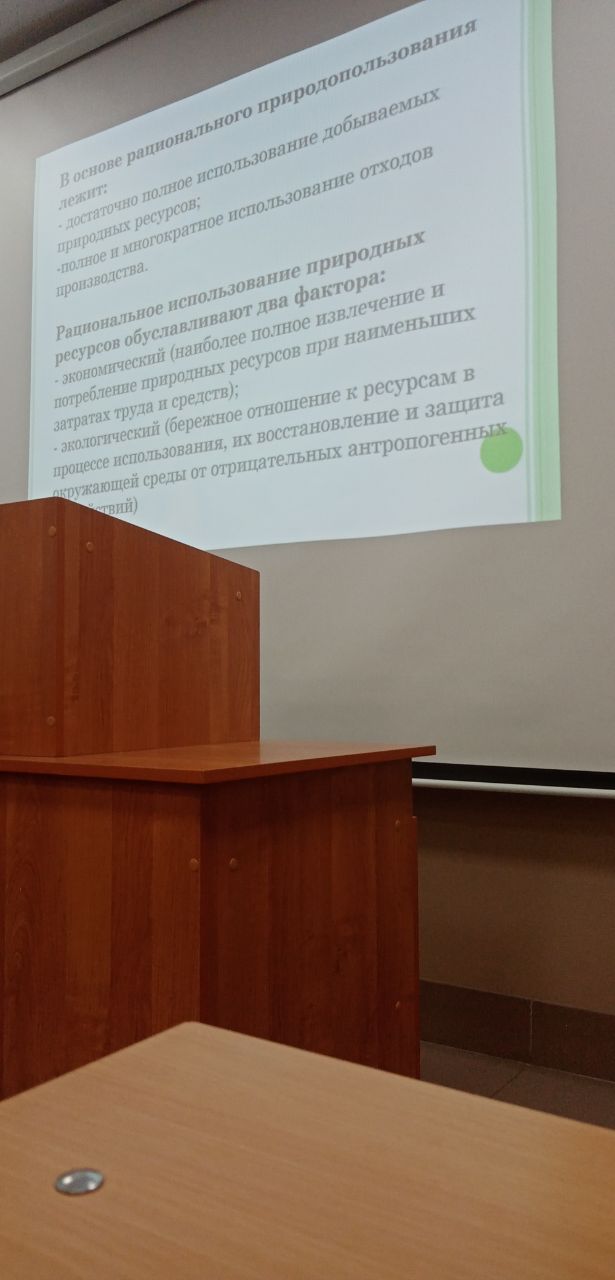 В основе рационального природопользования
лежит:
- достаточно полное использование добываемых
природных ресурсов;
-полное и многократное использование отходов
производства.
Рациональное использование природных
ресурсов обуславливают два фактора:
- экономический (наиболее полное извлечение и
потребление природных ресурсов при наименьших
затратах труда и средств);
- экологический (бережное отношение к ресурсам в
процессе использования, их восстановление и защита
окружающей среды от отрицательных антропогенных